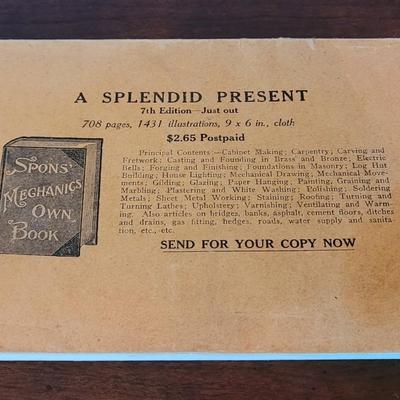 A SPLENDID PRESENT
7th Edition—Just out
708 pages, 1431 illustrations, 9 x 6 in., cloth
$2.65 Postpaid
SPONS'
MECHANICS
OWN
BOOK
Principal Contents:—Cabinet Making; Carpentry; Carving and
Fretwork; Casting and Founding in Brass and Bronze; Electric
Bells; Forging and Finishing; Foundations in Masonry; Log Hut
Building; House Lighting; Mechanical Drawing; Mechanical Move-
ments; Gilding; Glazing; Paper Hanging; Painting, Graining and
Marbling; Plastering and White Washing; Polishing; Soldering
Metals; Sheet Metal Working; Staining; Roofing; Turning and
Turning Lathes; Upholstery; Varnishing; Ventilating and Warm-
ing. Also articles on bridges, banks, asphalt, cement floors, ditches
and drains, gas fitting, hedges, roads, water supply and sanita-
tion, etc., etc.
SEND FOR YOUR COPY NOW